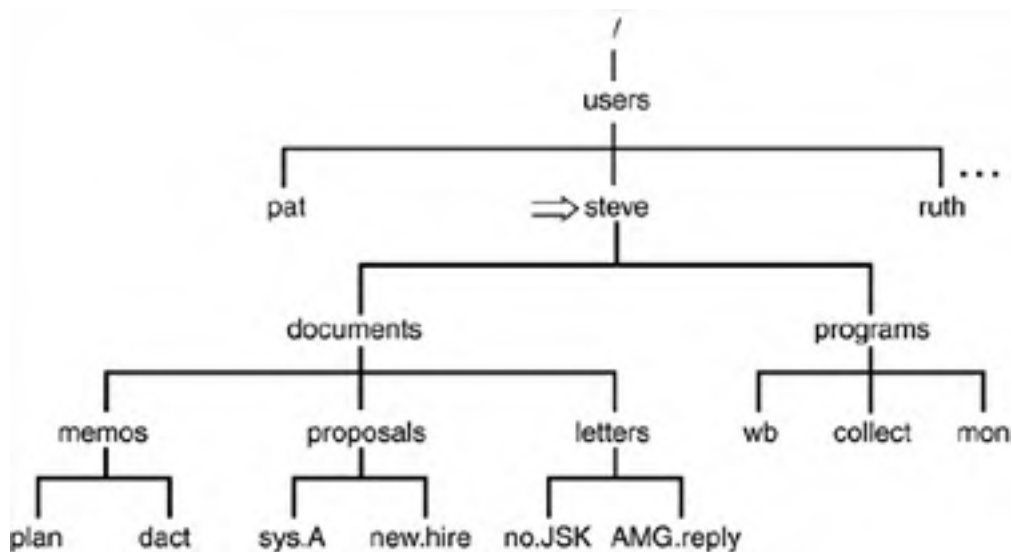 /
users
pat steve ruth ...
documents programs
memos proposals letters wb collect mon
plan dact sys.A new.hire no.JSK AMG.reply